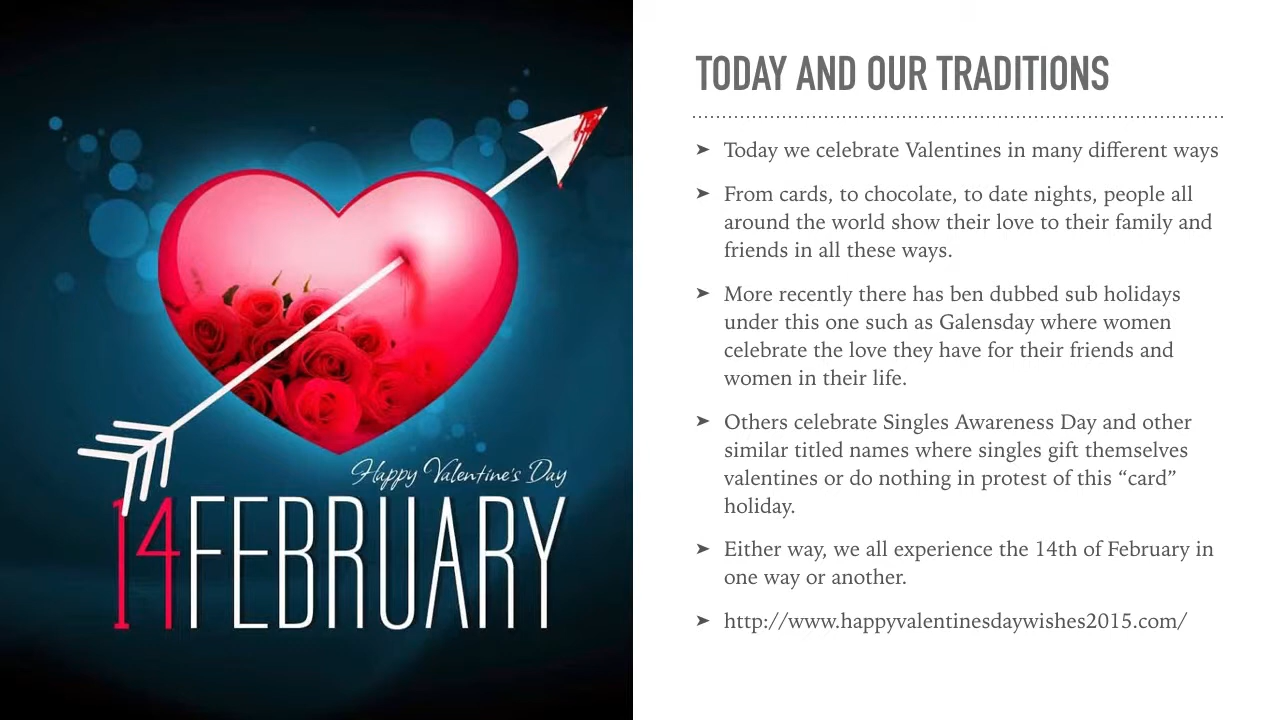 Happy Valentine's Day
14FEBRUARY
TODAY AND OUR TRADITIONS
➤ Today we celebrate Valentines in many different ways
➤ From cards, to chocolate, to date nights, people all
around the world show their love to their family and
friends in all these ways.
➤ More recently there has ben dubbed sub holidays
under this one such as Galensday where women
celebrate the love they have for their friends and
women in their life.
➤ Others celebrate Singles Awareness Day and other
similar titled names where singles gift themselves
valentines or do nothing in protest of this “card”
holiday.
➤ Either way, we all experience the 14th of February in
one way or another.
➤ http://www.happyvalentinesdaywishes2015.com/